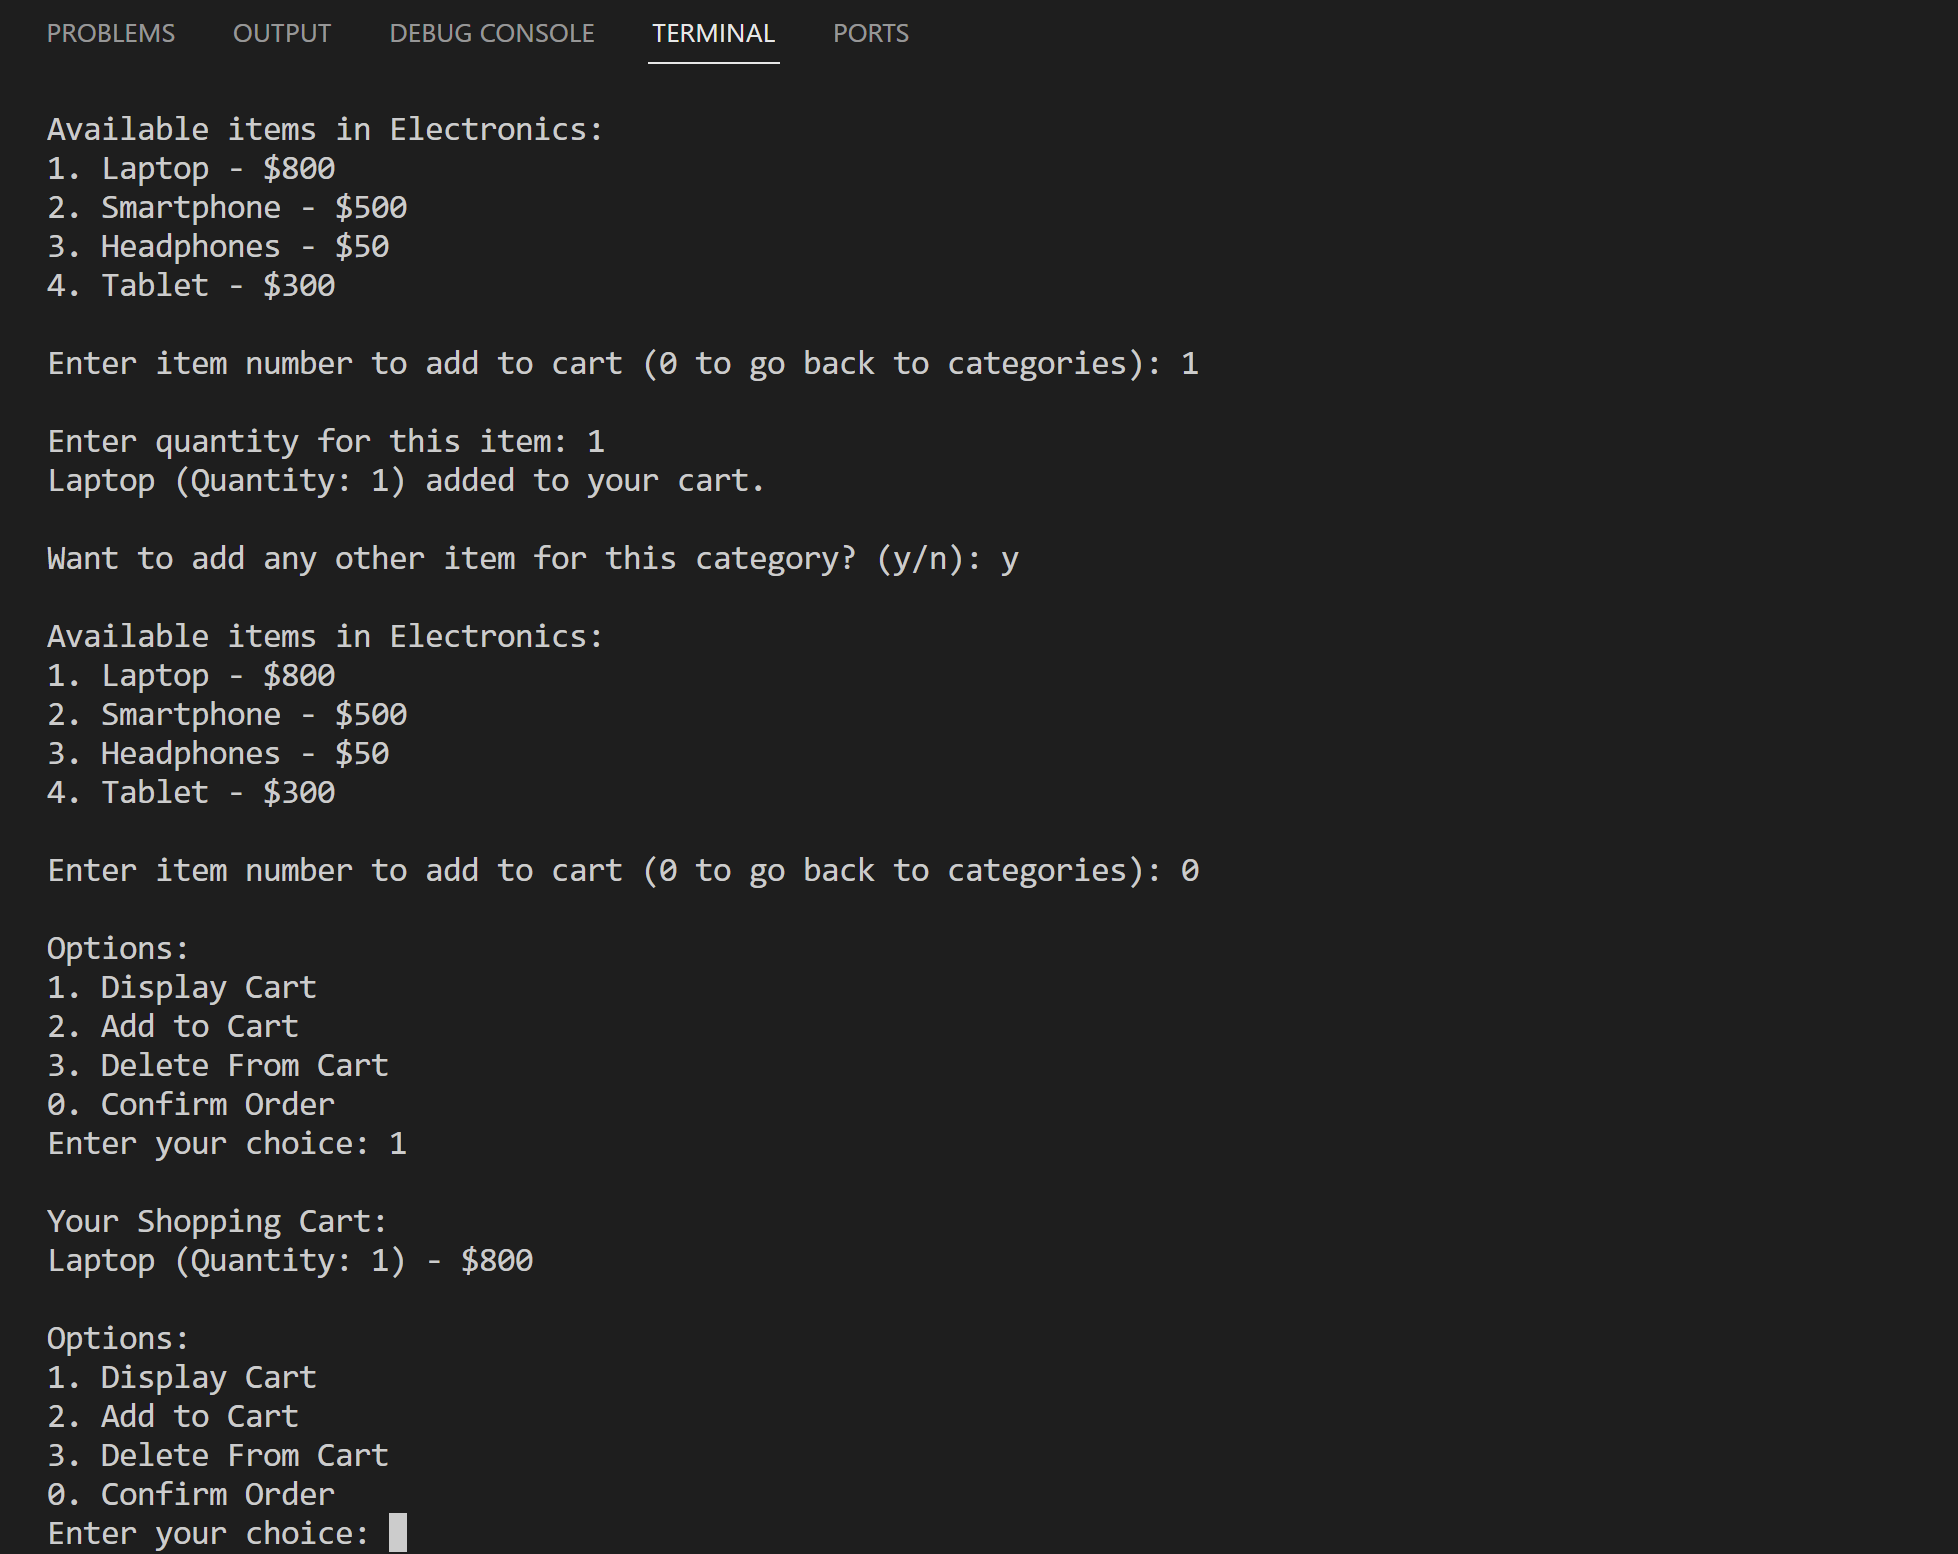 PROBLEMS OUTPUT DEBUG CONSOLE TERMINAL PORTS
Available items in Electronics:
1. Laptop - $800
2. Smartphone - $500
3. Headphones - $50
4. Tablet - $300
Enter item number to add to cart (0 to go back to categories): 1
Enter quantity for this item: 1
Laptop (Quantity: 1) added to your cart.
Want to add any other item for this category? (y/n): y
Available items in Electronics:
1. Laptop - $800
2. Smartphone - $500
3. Headphones - $50
4. Tablet - $300
Enter item number to add to cart (0 to go back to categories): 0
Options:
1. Display Cart
2. Add to Cart
3. Delete From Cart
0. Confirm Order
Enter your choice: 1
Your Shopping Cart:
Laptop (Quantity: 1) - $800
Options:
1. Display Cart
2. Add to Cart
3. Delete From Cart
0. Confirm Order
Enter your choice: